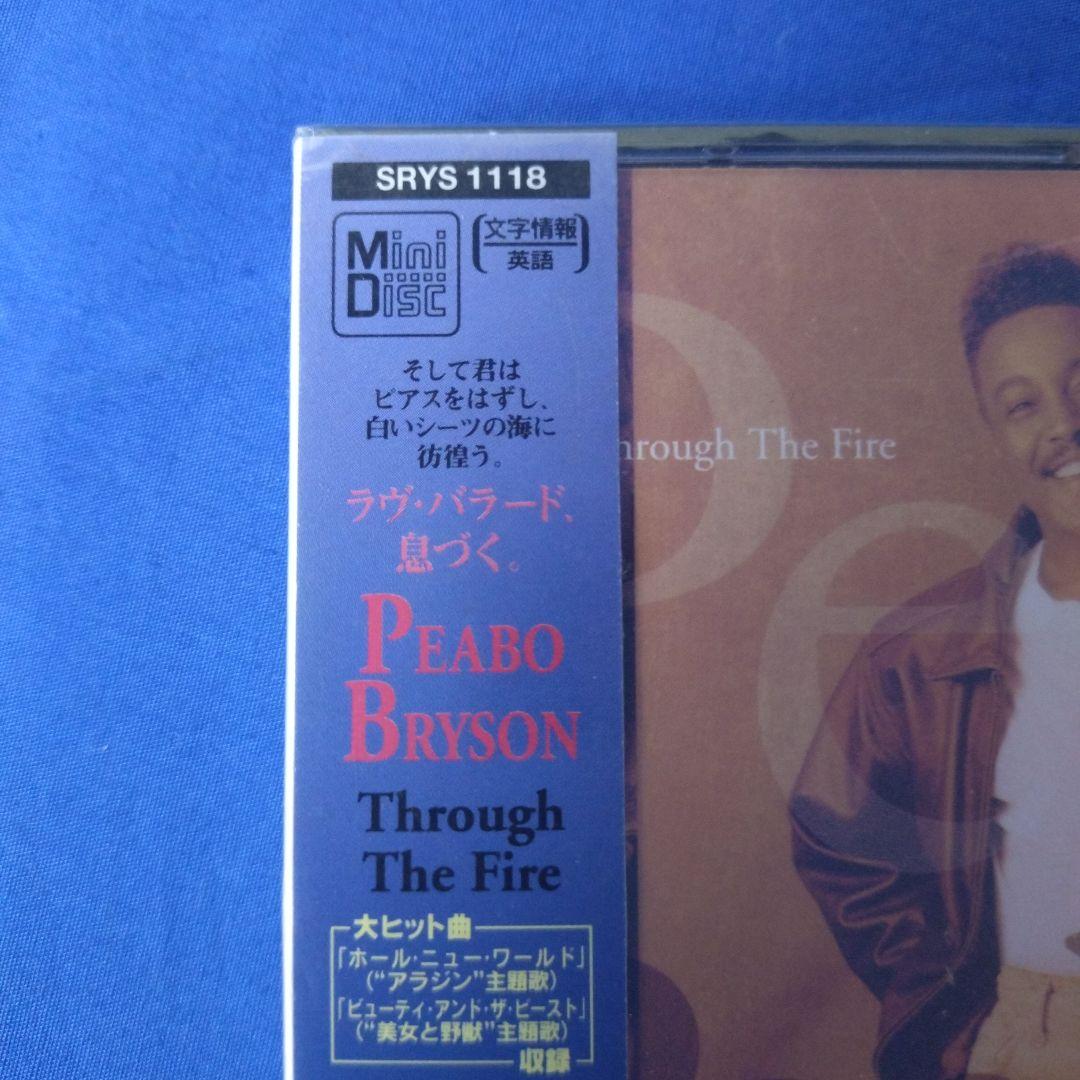 SRYS 1118
Mini
Disc
文字情報
英語
そして君は
ピアスをはずし、
白いシーツの海に
彷徨う。
ラヴ・バラード、
息づく。
PEABO
BRYSON
Through
The Fire
大ヒット曲
「ホール・ニュー・ワールド」
(“アラジン”主題歌)
「ビューティ・アンド・ザ・ビースト」
(“美女と野獣”主題歌)
収録
hrough The Fire
Pe